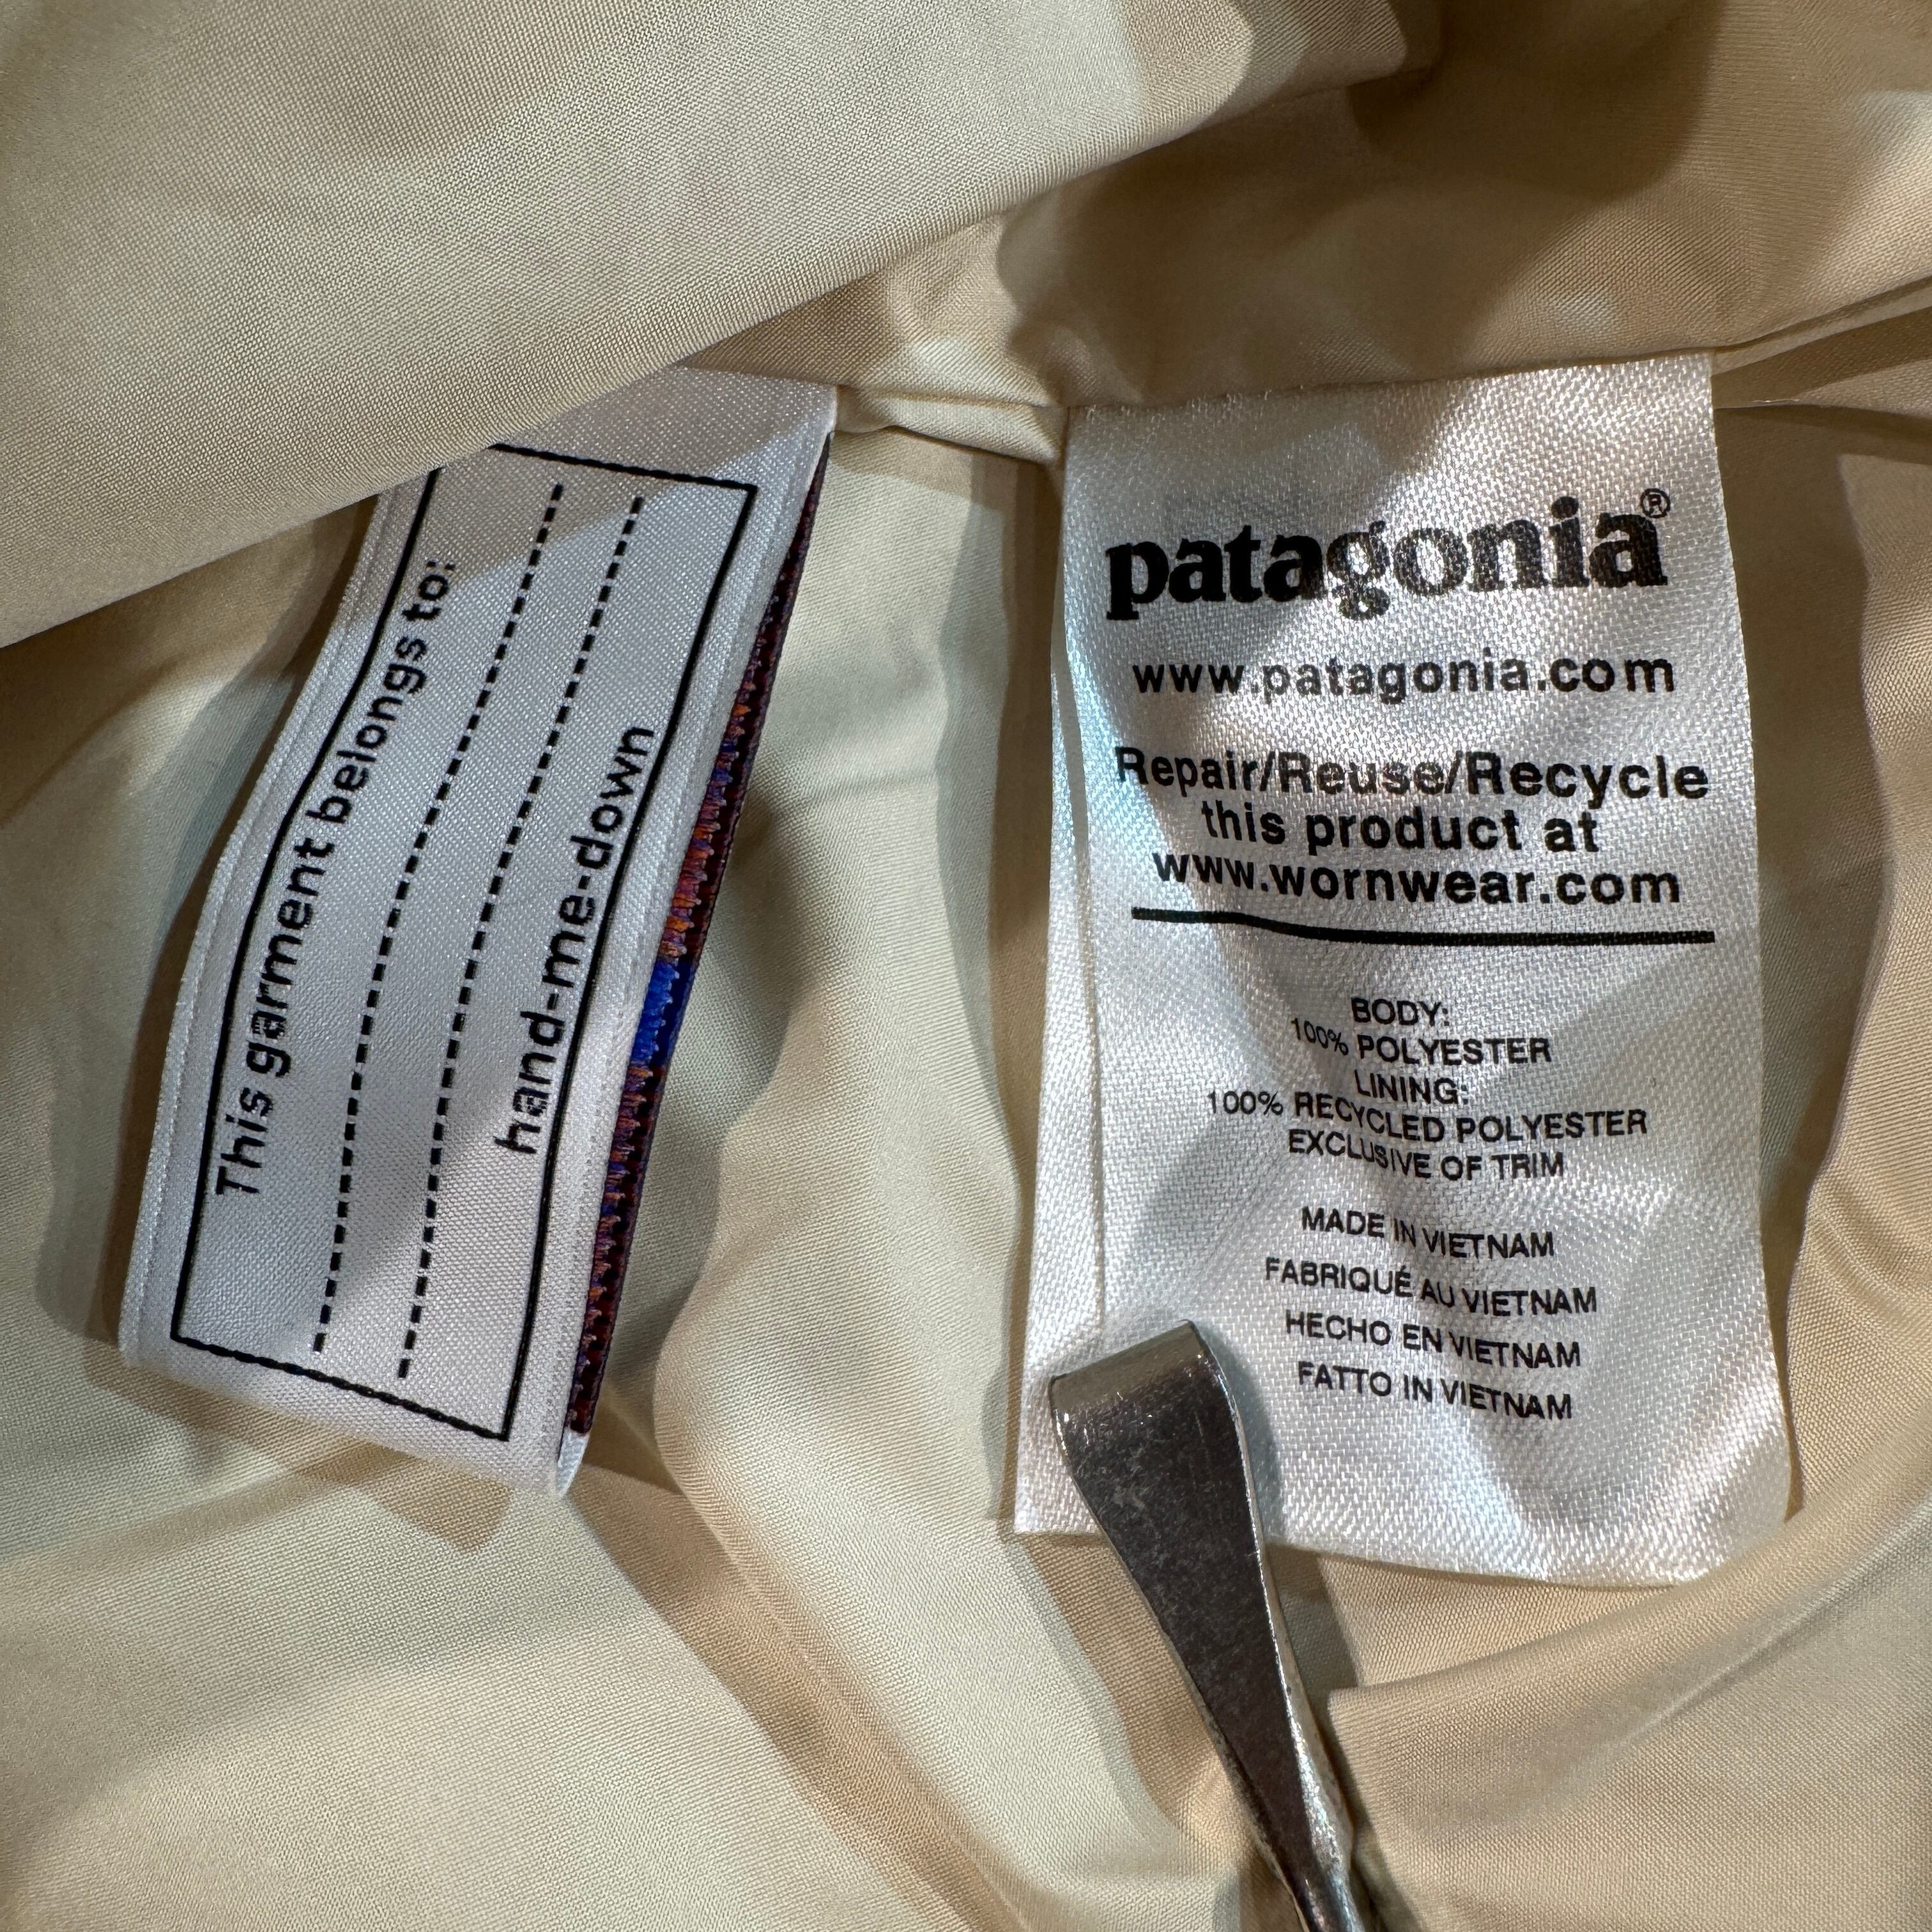 This garment belongs to:
hand-me-down
patagonia®
www.patagonia.com
Repair/Reuse/Recycle
this product at
www.wornwear.com
BODY:
100% POLYESTER
LINING:
100% RECYCLED POLYESTER
EXCLUSIVE OF TRIM
MADE IN VIETNAM
FABRIQUÉ AU VIETNAM
HECHO EN VIETNAM
FATTO IN VIETNAM